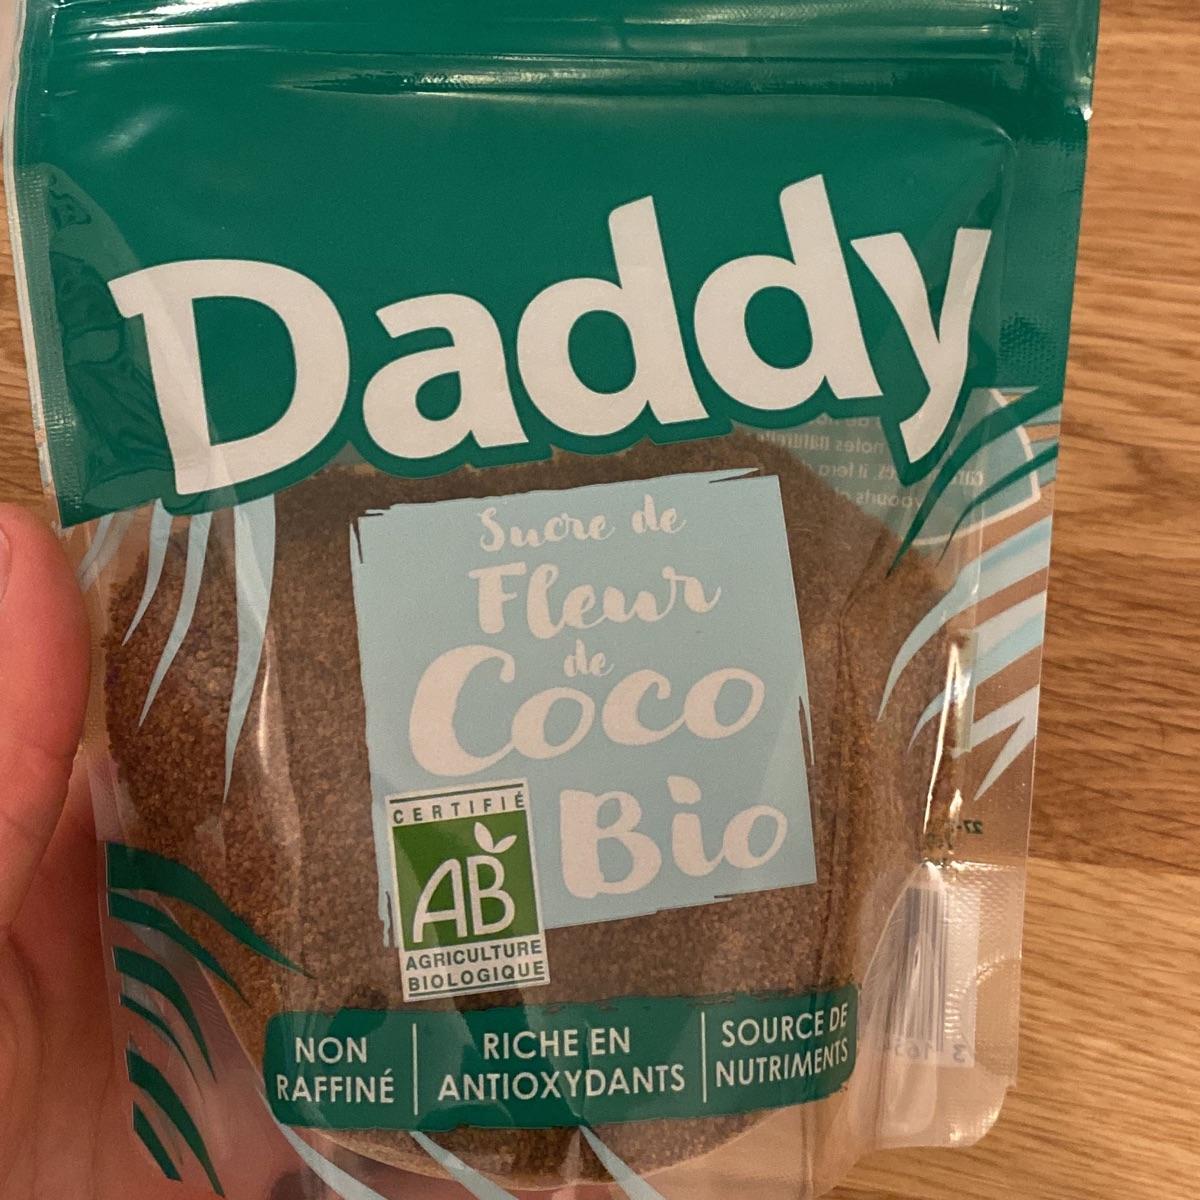 Daddy
Sucre de
Fleur
de
Coco
Bio
CERTIFIÉ
AB
AGRICULTURE
BIOLOGIQUE
NON
RAFFINÉ
RICHE EN
ANTIOXYDANTS
SOURCE DE
NUTRIMENTS